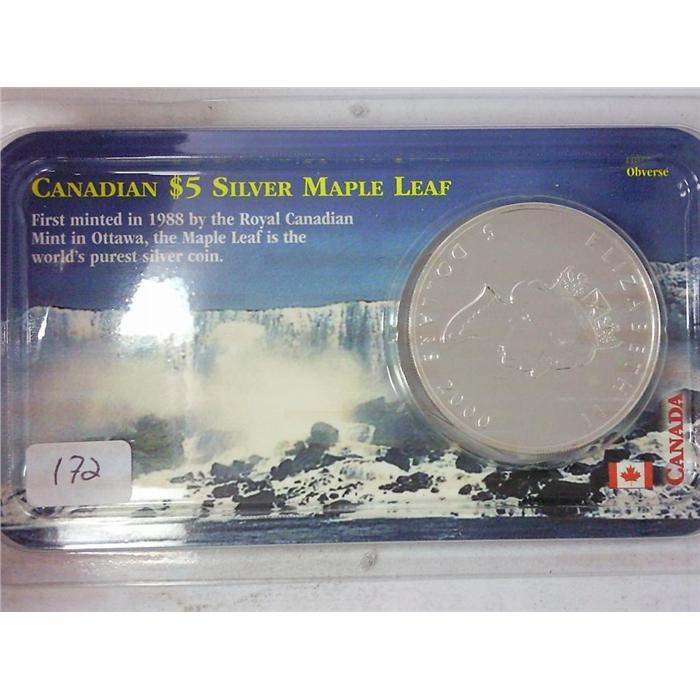 CANADIAN $5 SILVER MAPLE LEAF
First minted in 1988 by the Royal Canadian
Mint in Ottawa, the Maple Leaf is the
world's purest silver coin.
Obverse
ELIZABETH II
5 DOLLARS 2000
CANADA
172